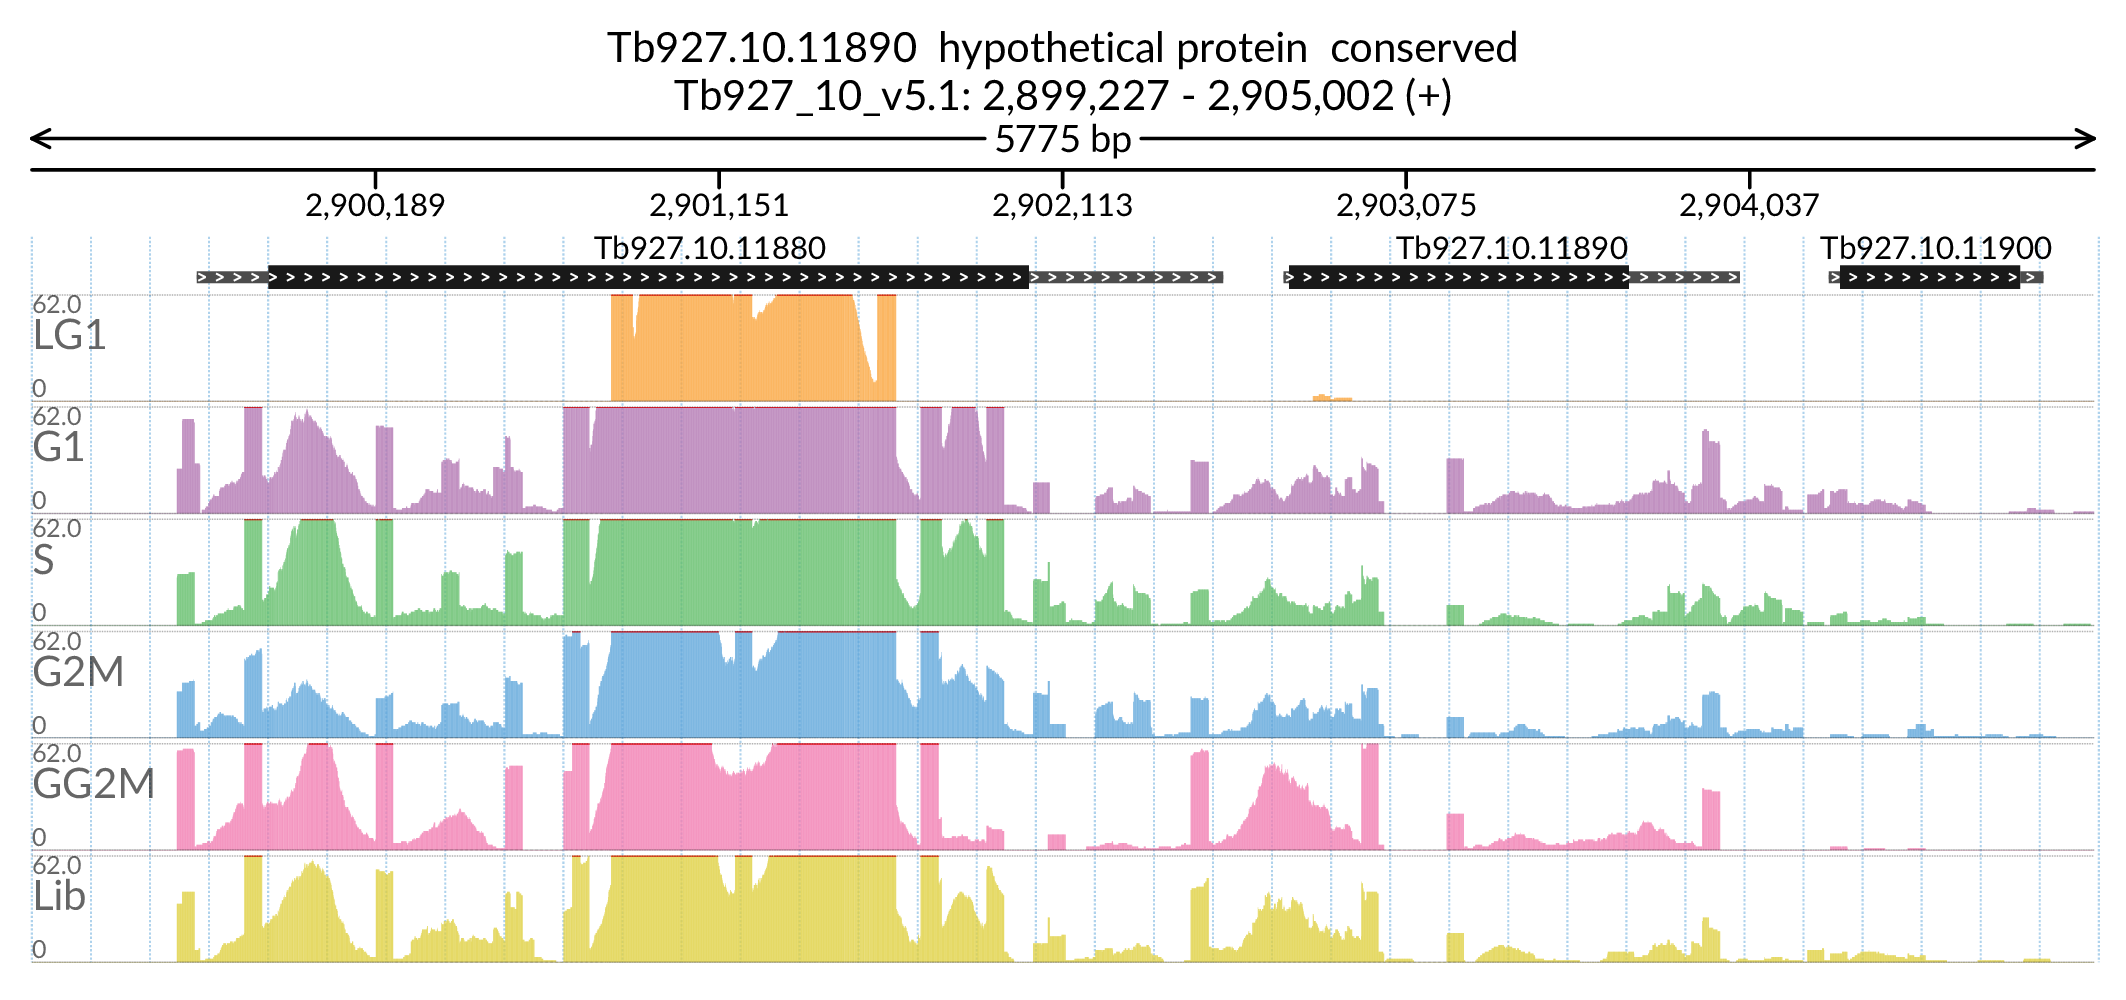 Tb927.10.11890 hypothetical protein conserved
Tb927_10_v5.1: 2,899,227 - 2,905,002 (+)
5775 bp
2,900,189 2,901,151 2,902,113 2,903,075 2,904,037
Tb927.10.11880 Tb927.10.11890 Tb927.10.11900
62.0
LG1
0
62.0
G1
0
62.0
S
0
62.0
G2M
0
62.0
GG2M
0
62.0
Lib
0